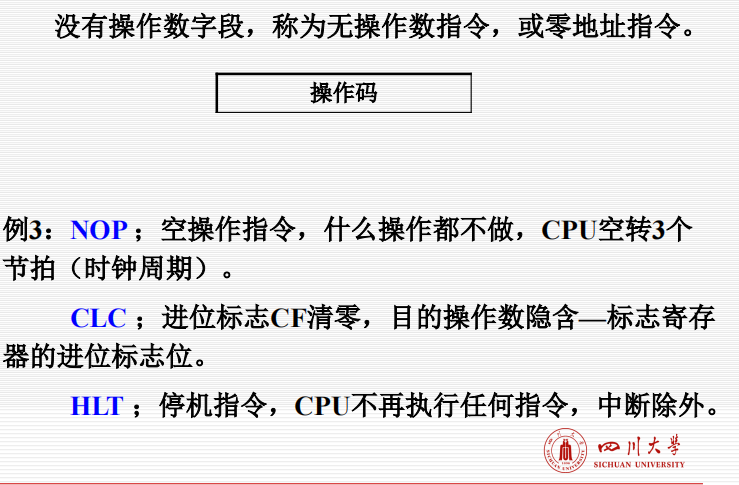 没有操作数字段，称为无操作数指令，或零地址指令。
操作码
例3：NOP ；空操作指令，什么操作都不做，CPU空转3个
节拍（时钟周期）。
CLC ；进位标志CF清零，目的操作数隐含—标志寄存
器的进位标志位。
HLT ；停机指令，CPU不再执行任何指令，中断除外。
四川大学
SICHUAN UNIVERSITY